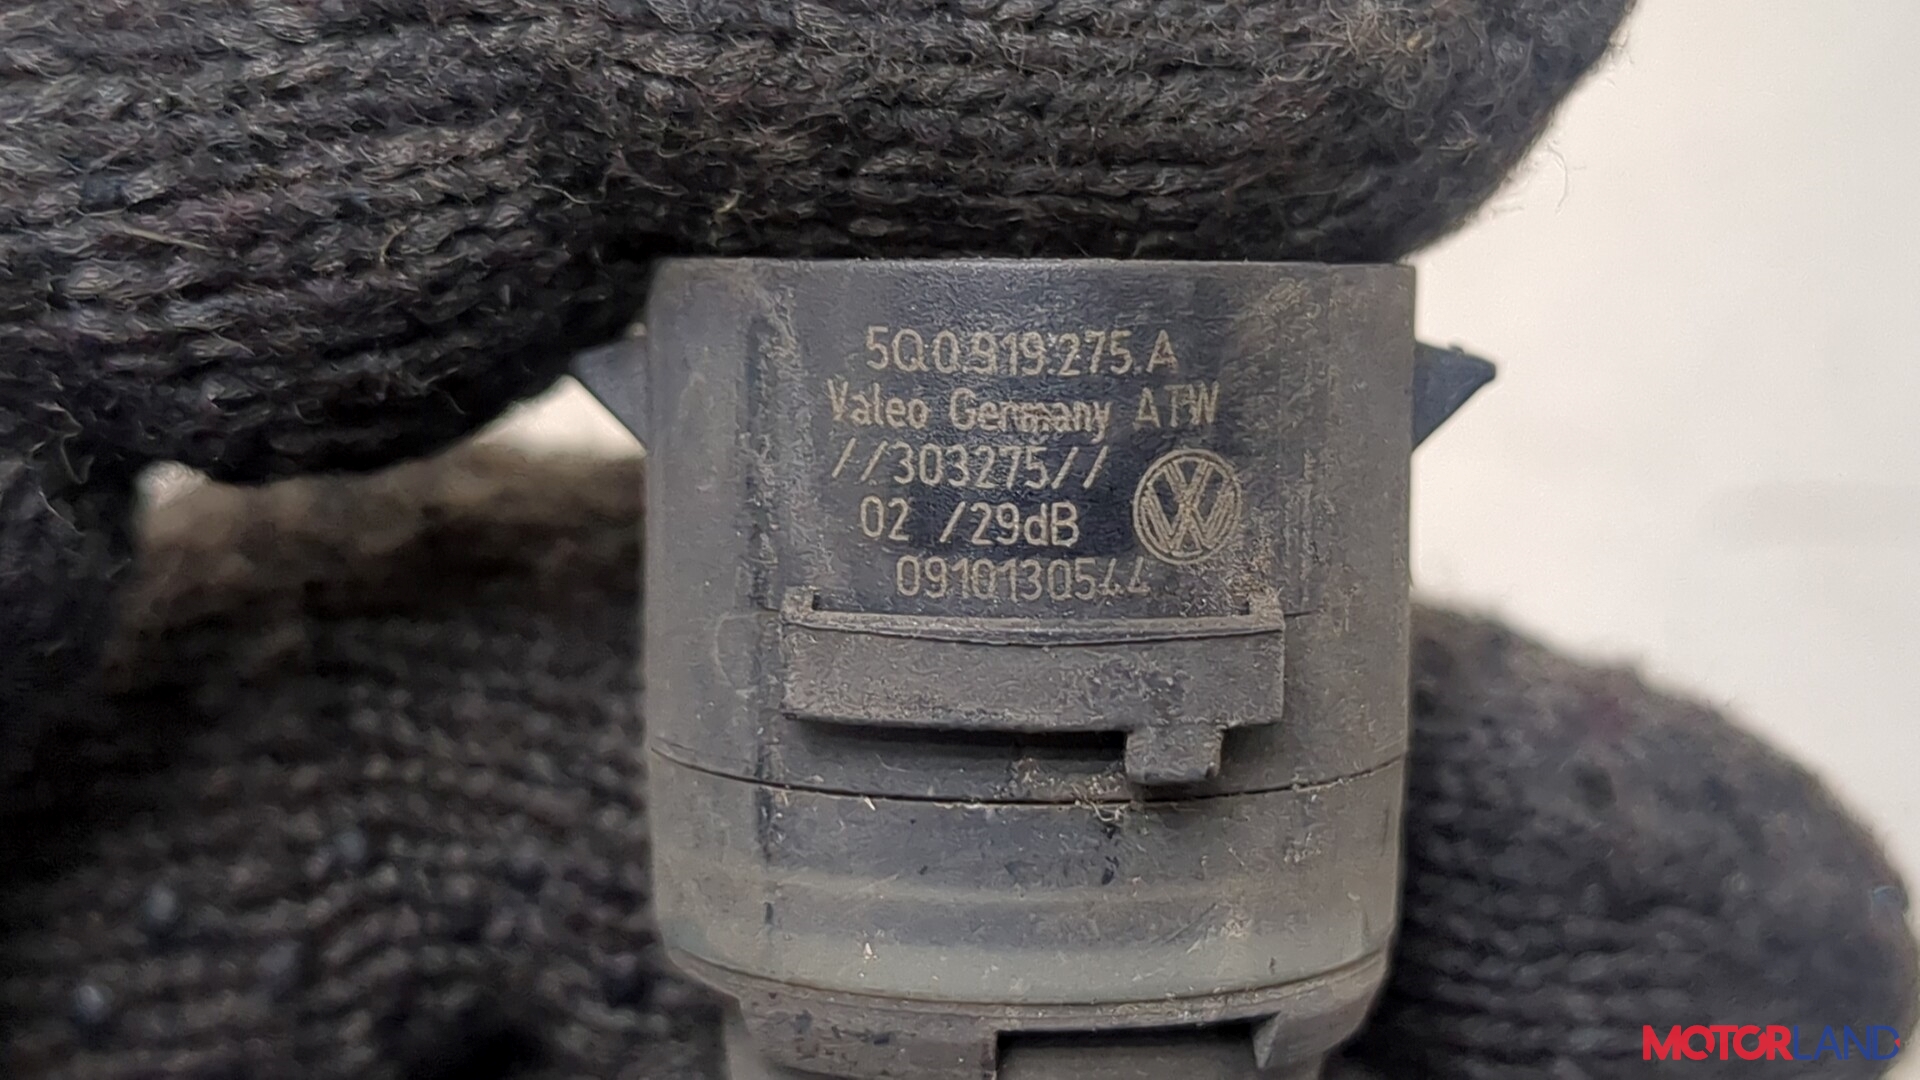 5Q0.919.275.A
Valeo Germany ATW
//303275//
02 /29dB
0910130544
MOTORLAND